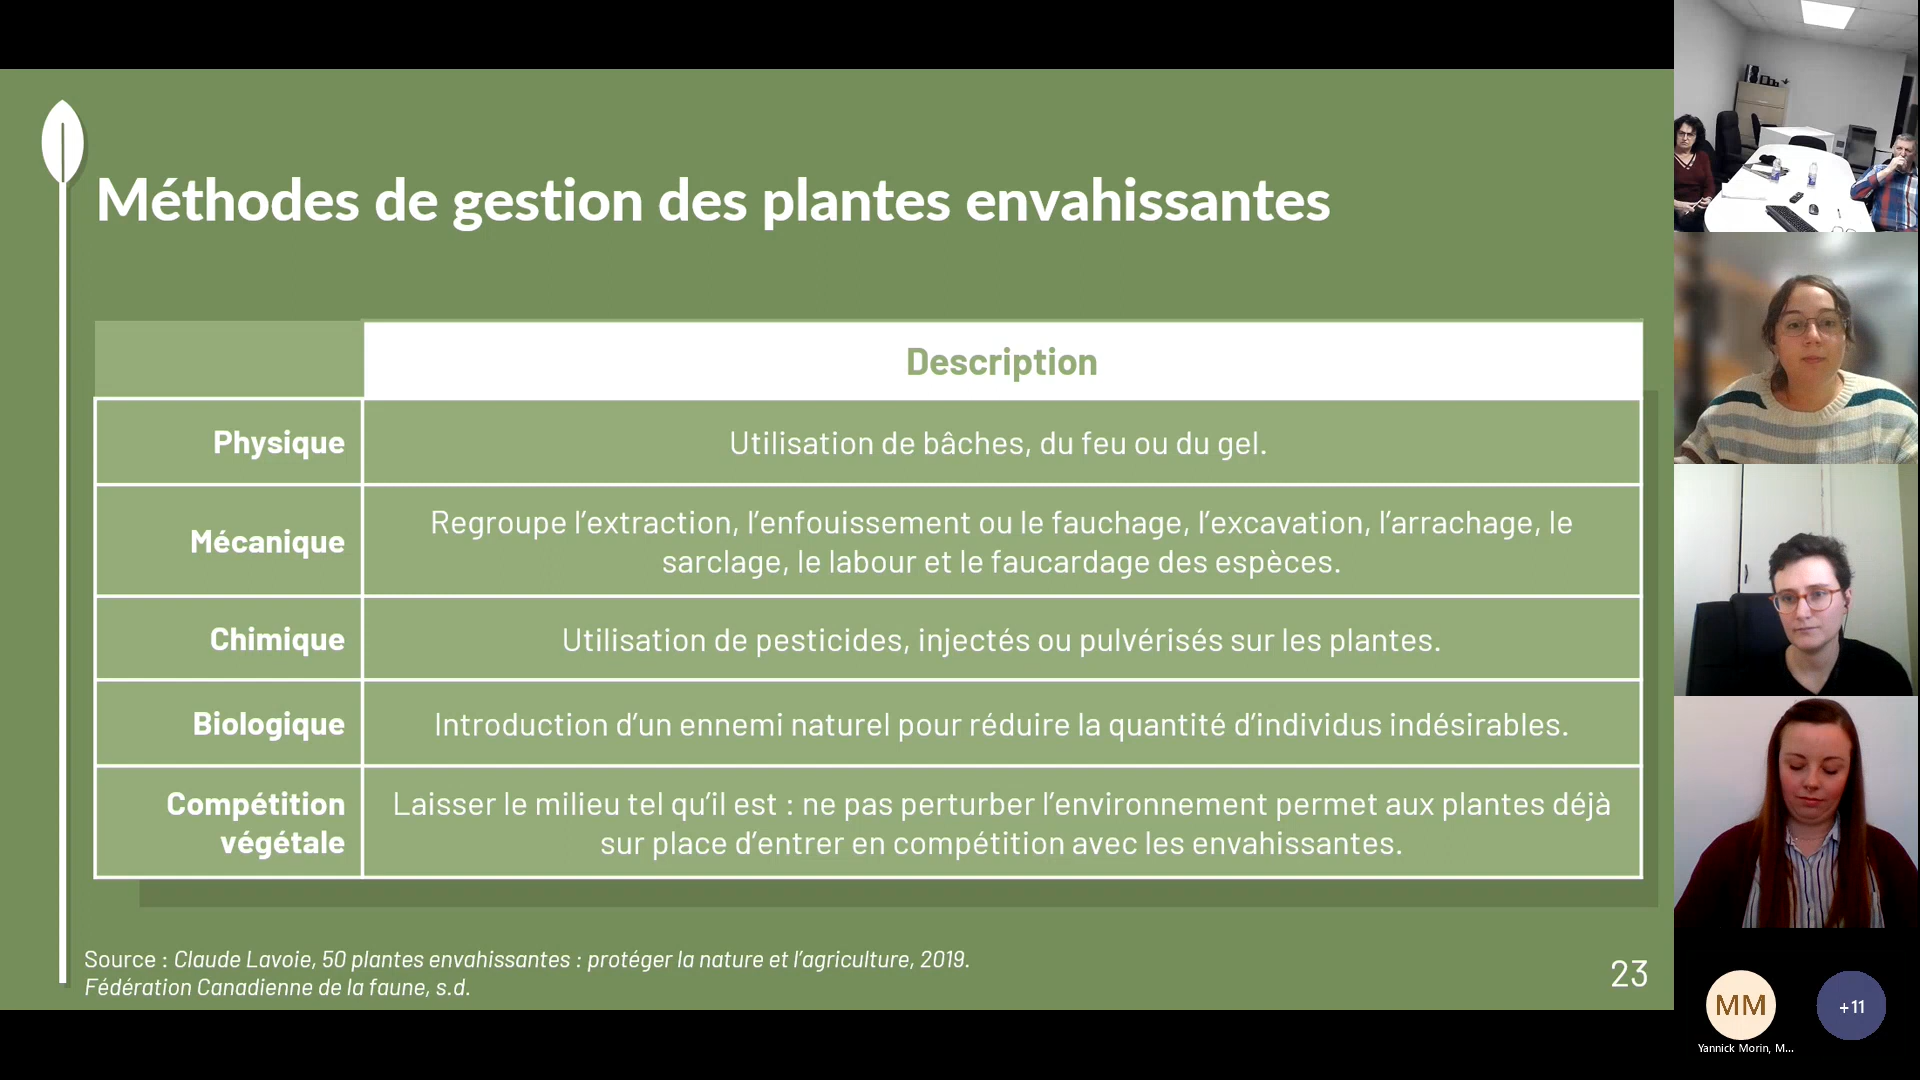 Méthodes de gestion des plantes envahissantes
Description
Physique
Utilisation de bâches, du feu ou du gel.
Mécanique
Regroupe l’extraction, l’enfouissement ou le fauchage, l’excavation, l’arrachage, le
sarclage, le labour et le faucardage des espèces.
Chimique
Utilisation de pesticides, injectés ou pulvérisés sur les plantes.
Biologique
Introduction d’un ennemi naturel pour réduire la quantité d’individus indésirables.
Compétition
végétale
Laisser le milieu tel qu’il est : ne pas perturber l’environnement permet aux plantes déjà
sur place d’entrer en compétition avec les envahissantes.
Source : Claude Lavoie, 50 plantes envahissantes : protéger la nature et l’agriculture, 2019.
Fédération Canadienne de la faune, s.d.
23
MM
+11
Yannick Morin, M...